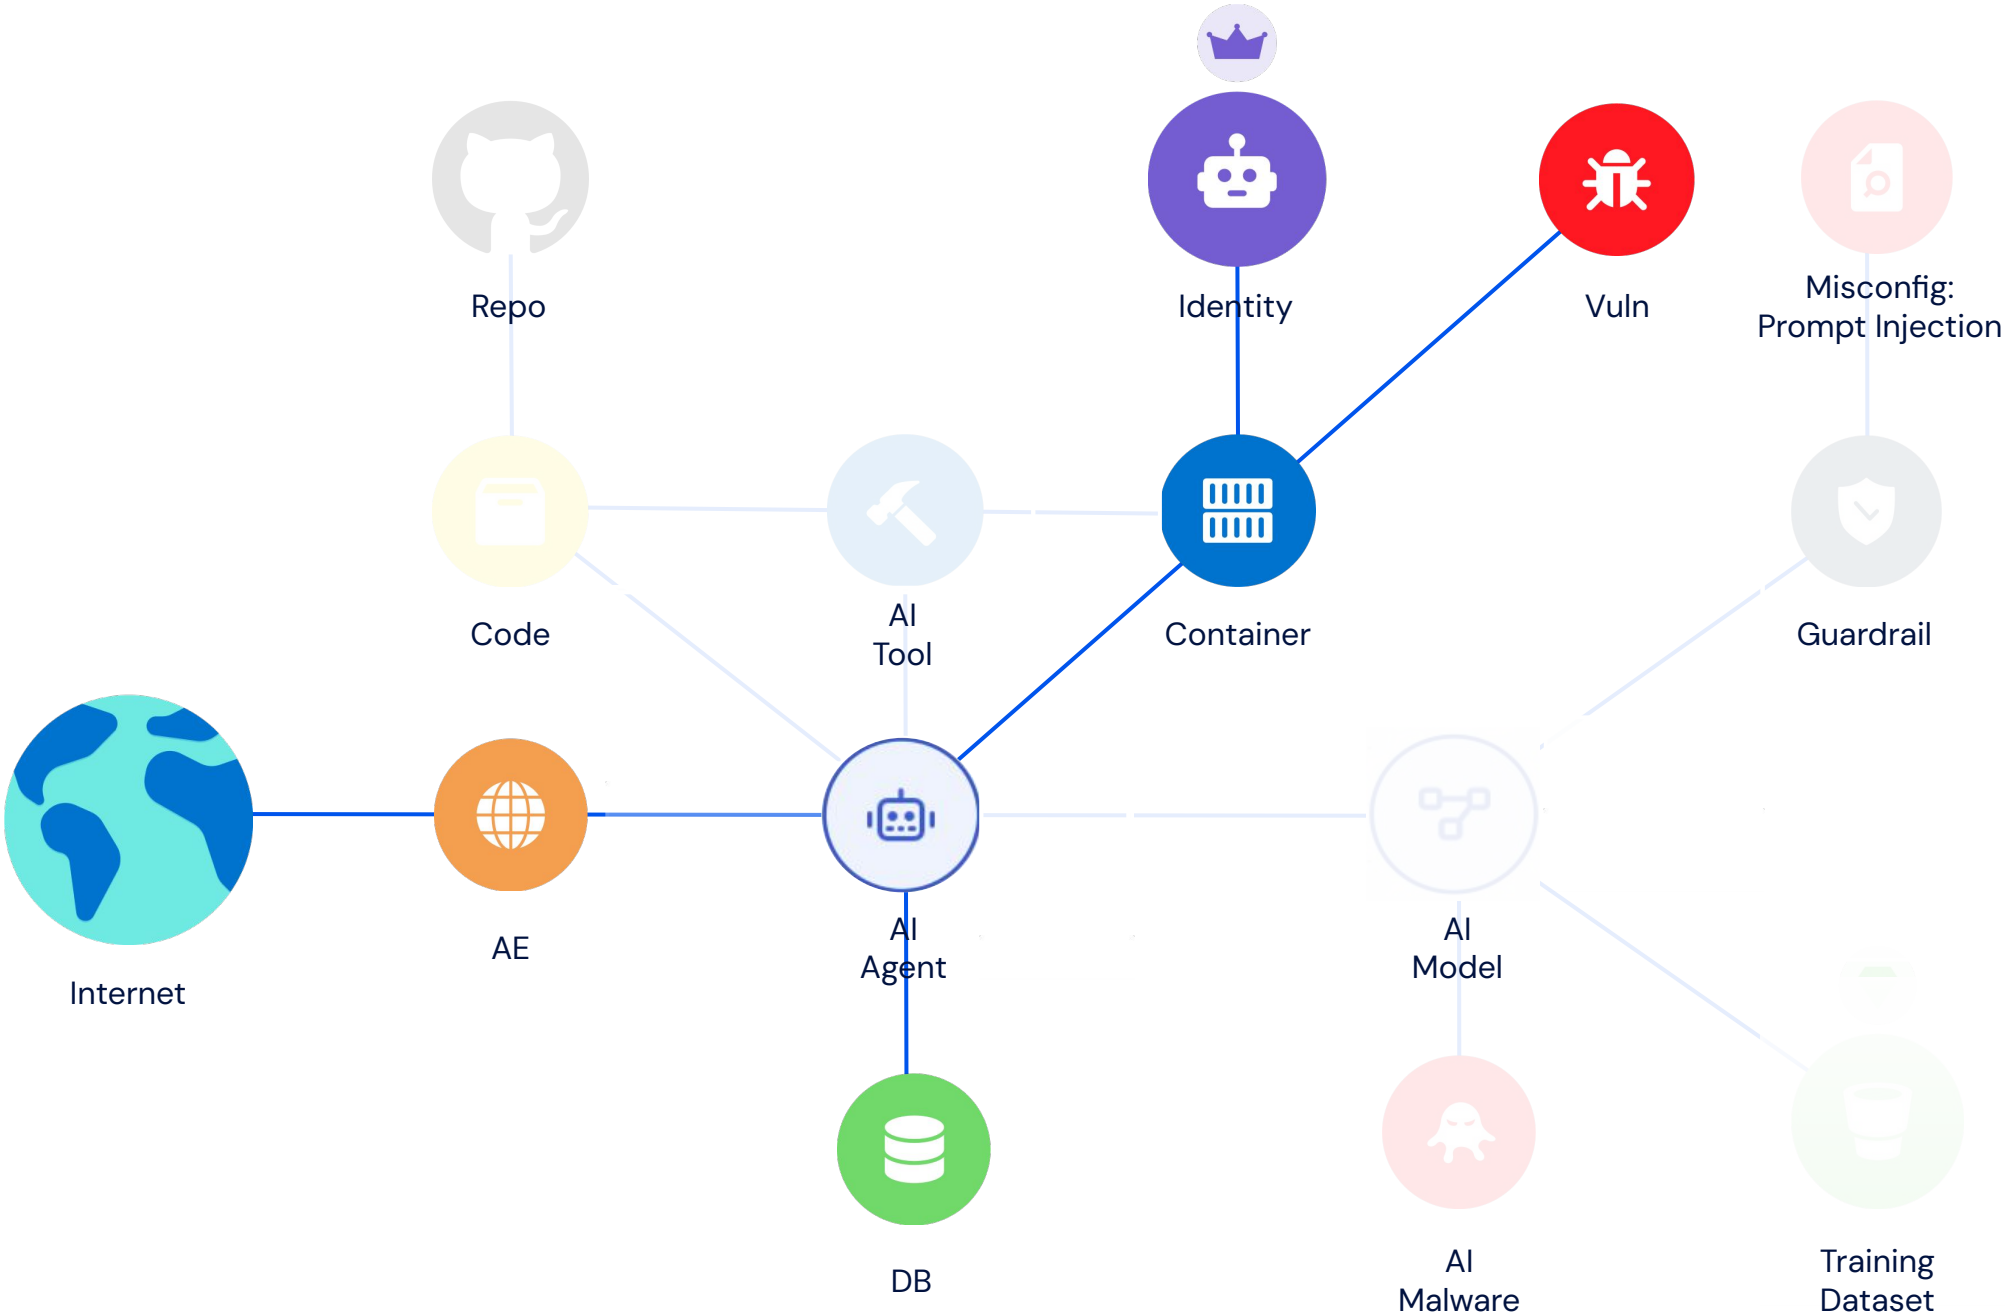 Repo
Identity
Vuln
Misconfig:
Prompt Injection
Code
AI
Tool
Container
Guardrail
Internet
AE
AI
Agent
AI
Model
DB
AI
Malware
Training
Dataset